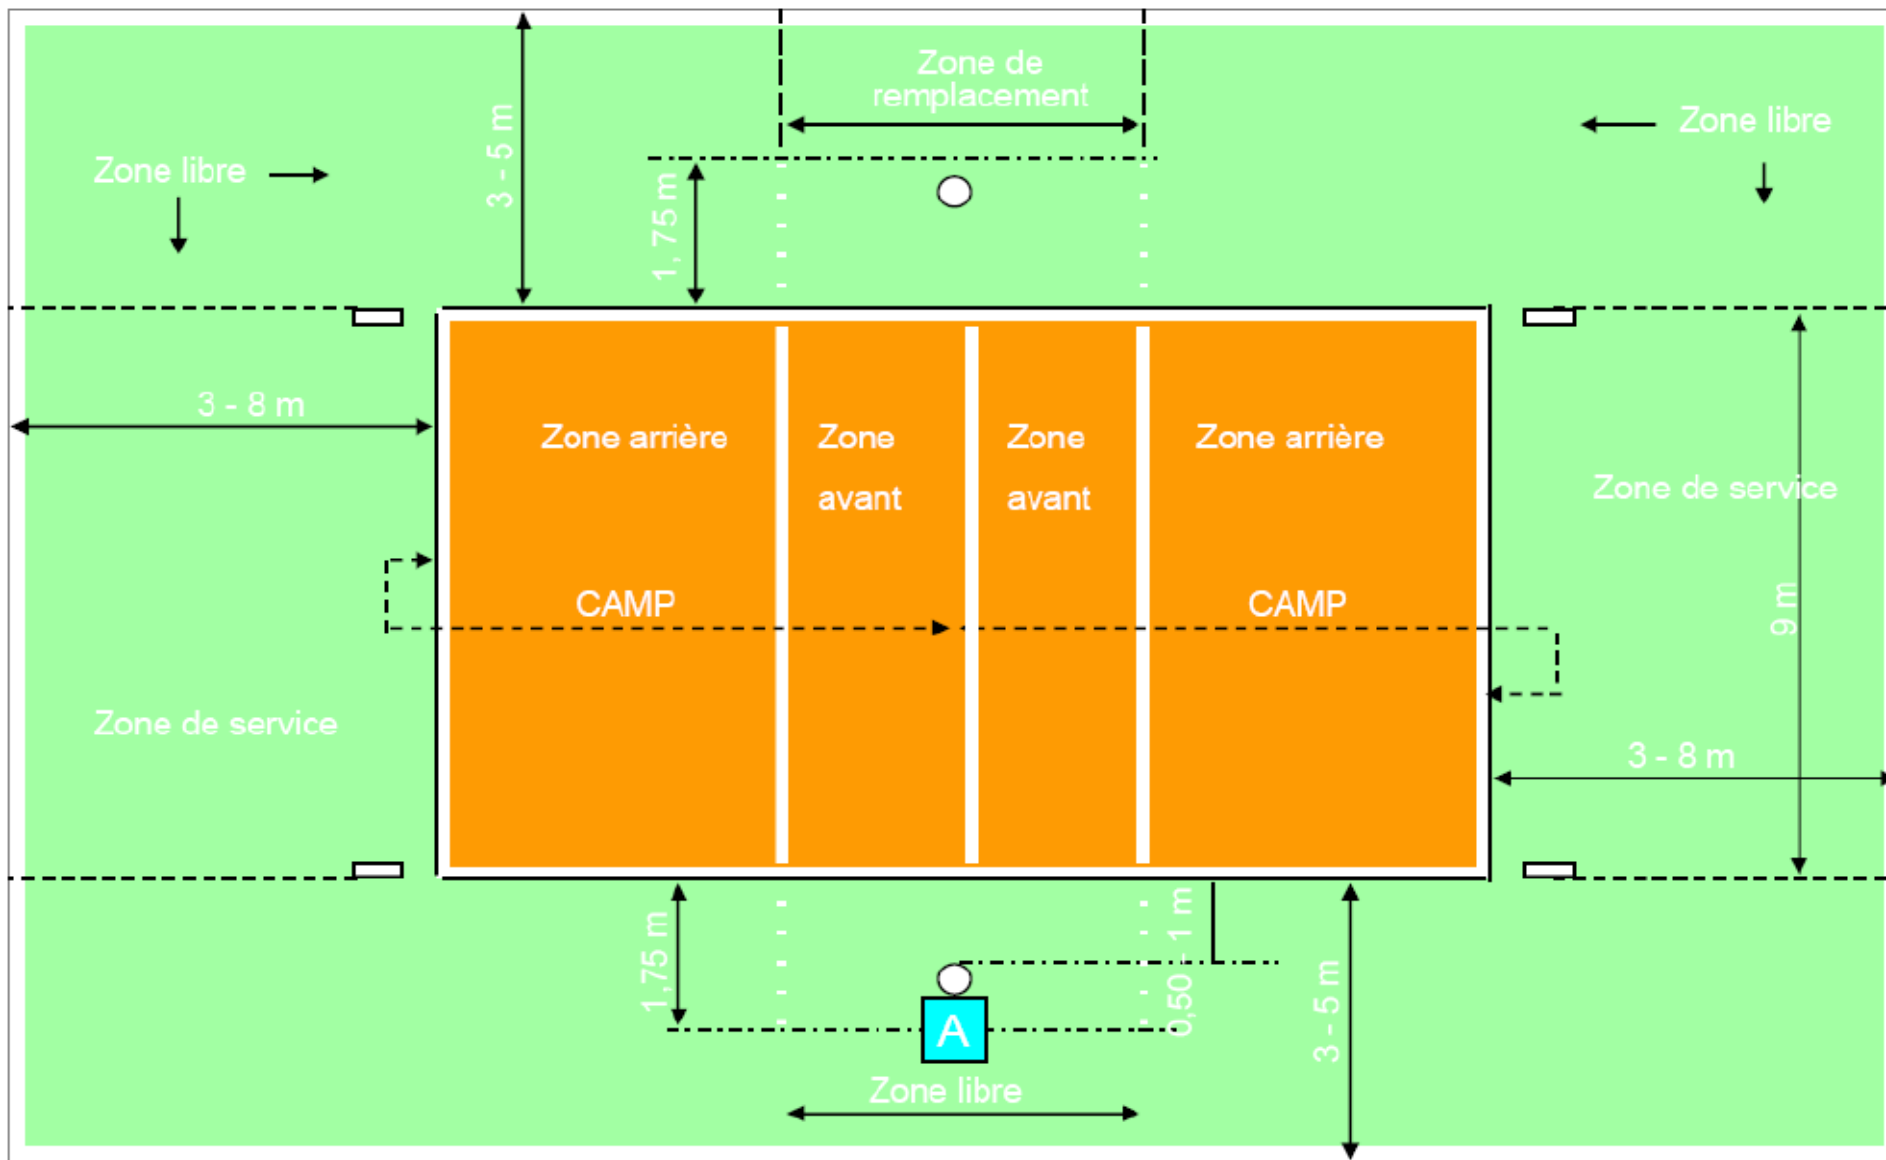 Zone de
remplacement
3 - 5 m
Zone libre
Zone libre
1, 75 m
3 - 8 m
Zone arrière
Zone
avant
Zone
avant
Zone arrière
Zone de service
CAMP
CAMP
9 m
Zone de service
3 - 8 m
1,75 m
0,50 - 1 m
3 - 5 m
A
Zone libre